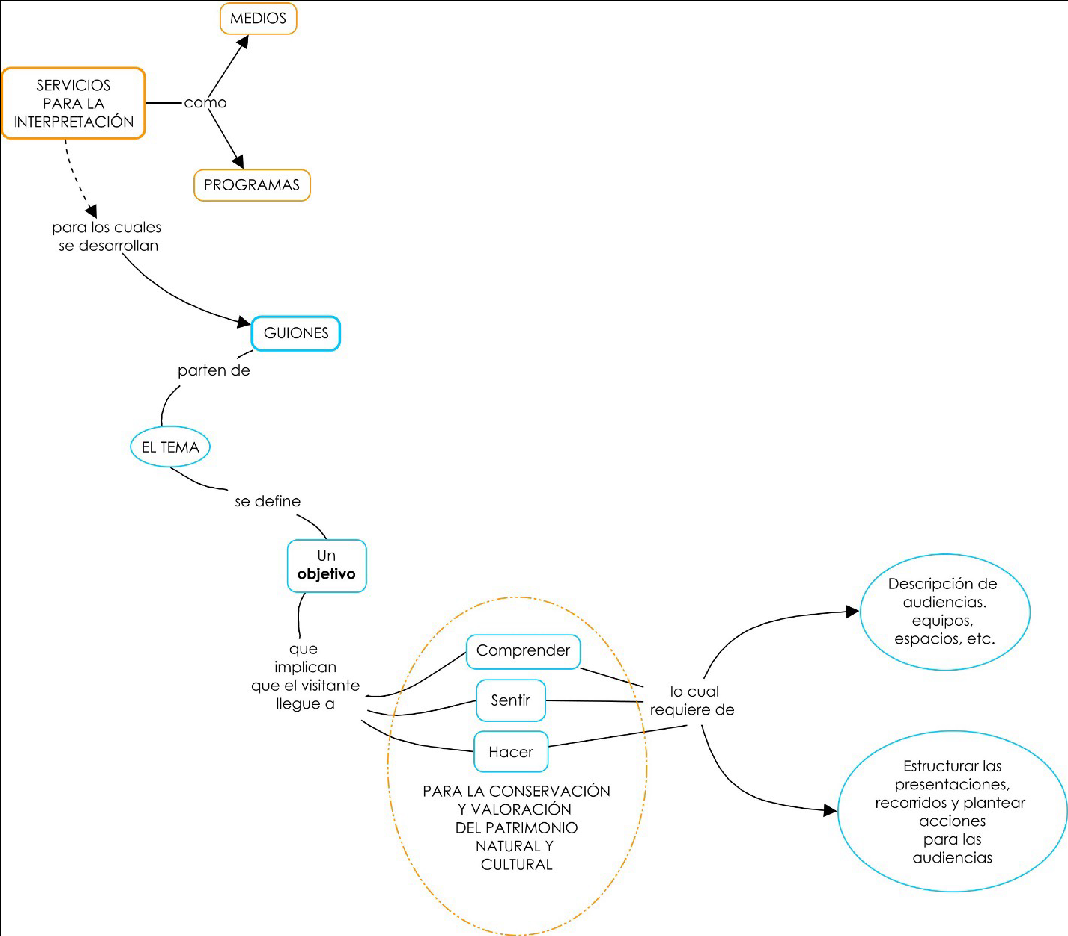 MEDIOS
SERVICIOS
PARA LA
INTERPRETACIÓN
como
PROGRAMAS
para los cuales
se desarrollan
GUIONES
parten de
EL TEMA
se define
Un
objetivo
que
implican
que el visitante
llegue a
Comprender
Sentir
Hacer
PARA LA CONSERVACIÓN
Y VALORACIÓN
DEL PATRIMONIO
NATURAL Y
CULTURAL
lo cual
requiere de
Descripción de
audiencias.
equipos,
espacios, etc.
Estructurar las
presentaciones,
recorridos y plantear
acciones
para las
audiencias